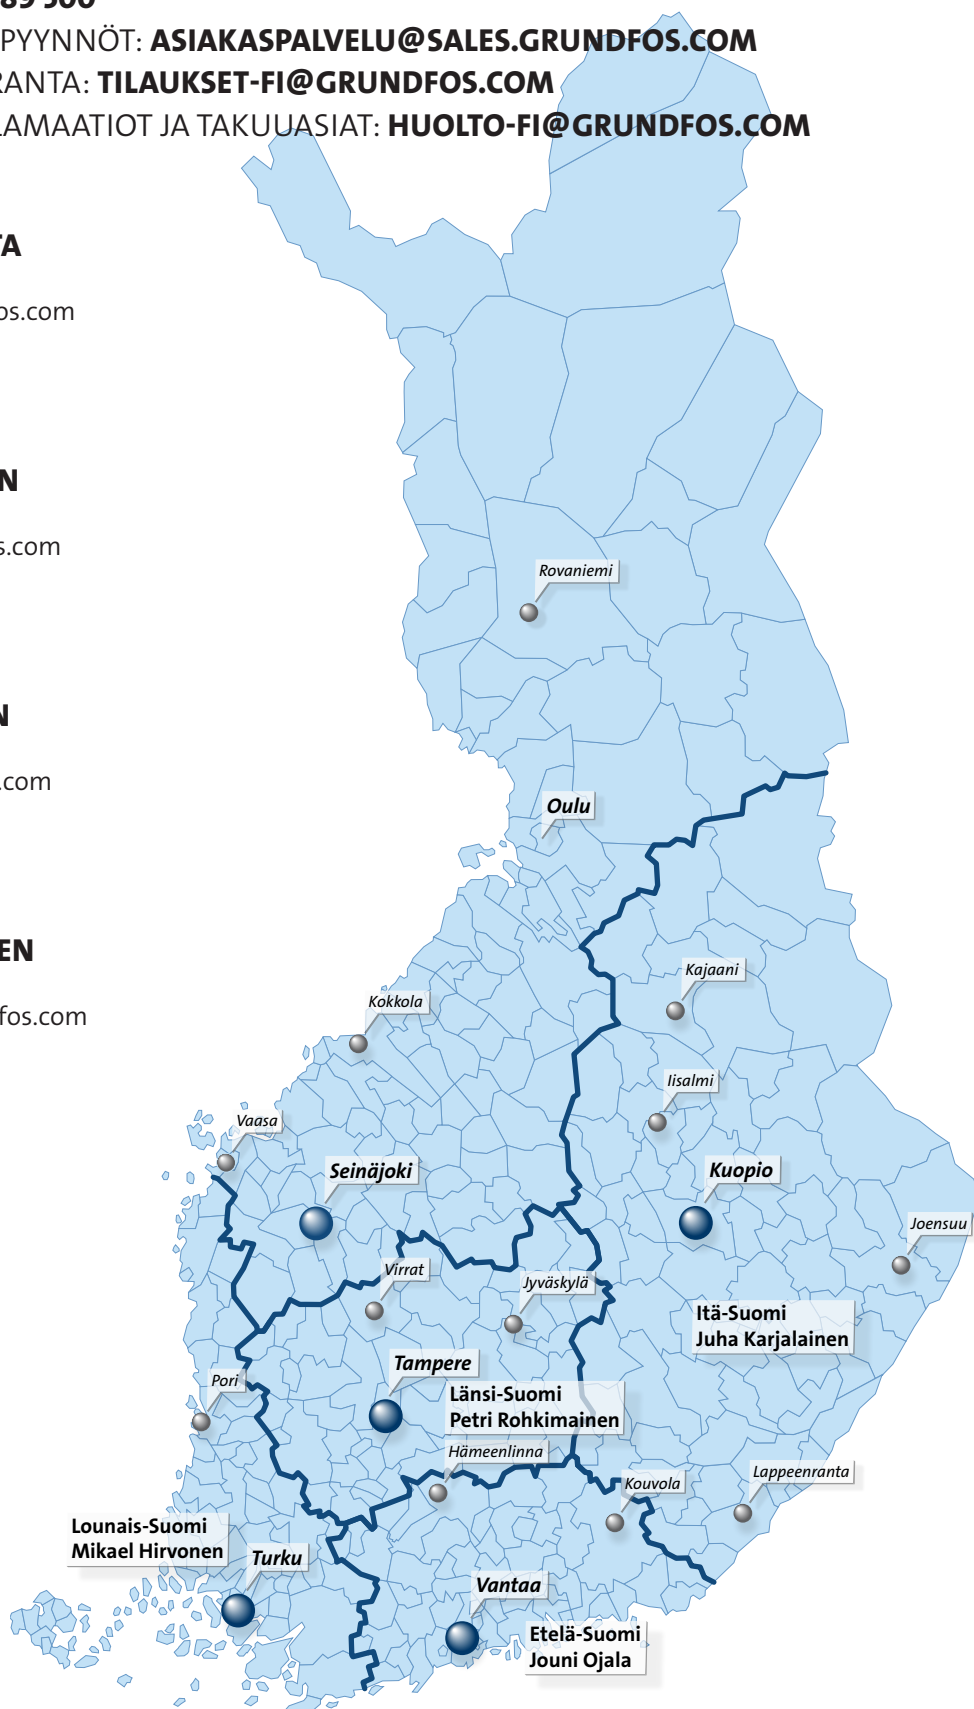 89 500
PYYNNÖT: ASIAKASPALVELU@SALES.GRUNDFOS.COM
RANTA: TILAUKSET-FI@GRUNDFOS.COM
LAMAATIOT JA TAKUUASIAT: HUOLTO-FI@GRUNDFOS.COM
TA
os.com
N
s.com
Rovaniemi
N
.com
Oulu
EN
fos.com
Kajaani
Kokkola
Iisalmi
Vaasa
Seinäjoki
Kuopio
Joensuu
Virrat
Jyväskylä
Itä-Suomi
Juha Karjalainen
Tampere
Pori
Länsi-Suomi
Petri Rohkimainen
Hämeenlinna
Kouvola
Lappeenranta
Lounais-Suomi
Mikael Hirvonen
Turku
Vantaa
Etelä-Suomi
Jouni Ojala